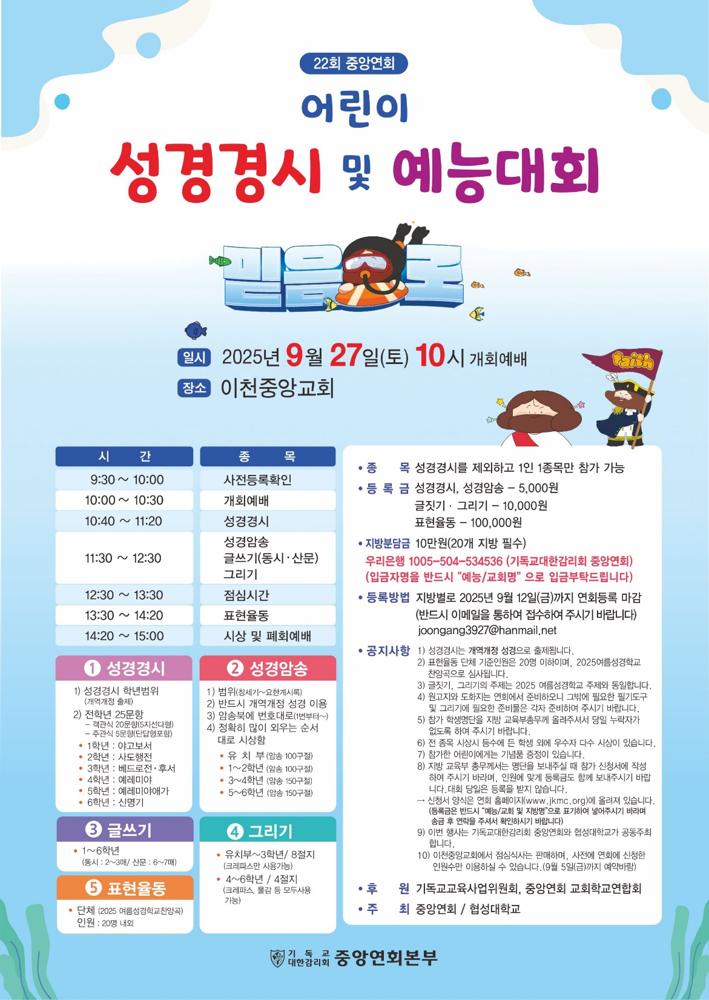 22회 중앙연회
어린이
성경경시 및 예능대회
믿음으로
일시 2025년 9월 27일(토) 10시 개회예배
장소 이천중앙교회
faith
시 간 종 목
9:30 ~ 10:00 사전등록확인
10:00 ~ 10:30 개회예배
10:40 ~ 11:20 성경경시
11:30 ~ 12:30
성경암송
글쓰기(동시·산문)
그리기
12:30 ~ 13:30 점심시간
13:30 ~ 14:20 표현율동
14:20 ~ 15:00 시상 및 폐회예배
❶ 성경경시
1) 성경경시 학년범위
(개역개정 출제)
2) 전학년 25문항
- 객관식 20문항(5지선다형)
- 주관식 5문항(단답형포함)
• 1학년 : 야고보서
• 2학년 : 사도행전
• 3학년 : 베드로전·후서
• 4학년 : 예레미야
• 5학년 : 예레미야애가
• 6학년 : 신명기
❷ 성경암송
1) 범위(창세기~요한계시록)
2) 반드시 개역개정 성경 이용
3) 암송북에 번호대로(1번부터~)
4) 정확히 많이 외우는 순서
대로 시상함
• 유 치 부 (암송 100구절)
• 1~2학년 (암송 100구절)
• 3~4학년 (암송 150구절)
• 5~6학년 (암송 150구절)
❸ 글쓰기
• 1~6학년
(동시 : 2~3매/ 산문 : 6~7매)
❹ 그리기
• 유치부~3학년/ 8절지
(크레파스만 사용가능)
• 4~6학년 / 4절지
(크레파스, 물감 등 모두사용
가능)
❺ 표현율동
• 단체 (2025 여름성경학교찬양곡)
인원 : 20명 내외
• 종 목 성경경시를 제외하고 1인 1종목만 참가 가능
• 등 록 금 성경경시, 성경암송 - 5,000원
글짓기 · 그리기 - 10,000원
표현율동 - 100,000원
• 지방분담금 10만원(20개 지방 필수)
우리은행 1005-504-534536 (기독교대한감리회 중앙연회)
(입금자명을 반드시 "예능/교회명" 으로 입금부탁드립니다)
• 등록방법 지방별로 2025년 9월 12일(금)까지 연회등록 마감
(반드시 이메일을 통하여 접수하여 주시기 바랍니다)
joongang3927@hanmail.net
• 공지사항 1) 성경경시는 개역개정 성경으로 출제됩니다.
2) 표현율동 단체 기준인원은 20명 이하이며, 2025여름성경학교
찬양곡으로 심사됩니다.
3) 글짓기, 그리기의 주제는 2025 여름성경학교 주제와 동일합니다.
4) 원고지와 도화지는 연회에서 준비하오니 그밖에 필요한 필기도구
및 그리기에 필요한 준비물은 각자 준비하여 주시기 바랍니다.
5) 참가 학생명단을 지방 교육부총무께 올려주셔서 당일 누락자가
없도록 하여 주시기 바랍니다.
6) 전 종목 시상시 등수에 든 학생 외에 우수자 다수 시상이 있습니다.
7) 참가한 어린이에게는 기념품 증정이 있습니다.
8) 지방 교육부 총무께서는 명단을 보내주실 때 참가 신청서에 작성
하여 주시기 바라며, 인원에 맞게 등록금도 함께 보내주시기 바랍
니다.대회 당일은 등록을 받지 않습니다.
→ 신청서 양식은 연회 홈페이지(www.jkmc.org)에 올려져 있습니다.
(등록금은 반드시 "예능/교회 및 지방명"으로 표기하여 넣어주시기 바라며
송금 후 연락을 주셔서 확인하시기 바랍니다)
9) 이번 행사는 기독교대한감리회 중앙연회와 협성대학교가 공동주최
합니다.
10) 이천중앙교회에서 점심식사는 판매하며, 사전에 연회에 신청한
인원수만 이용하실 수 있습니다.(9월 5일(금)까지 예약바람)
• 후 원 기독교교육사업위원회, 중앙연회 교회학교연합회
• 주 최 중앙연회 / 협성대학교
기 독 교
대한감리회 중앙연회본부